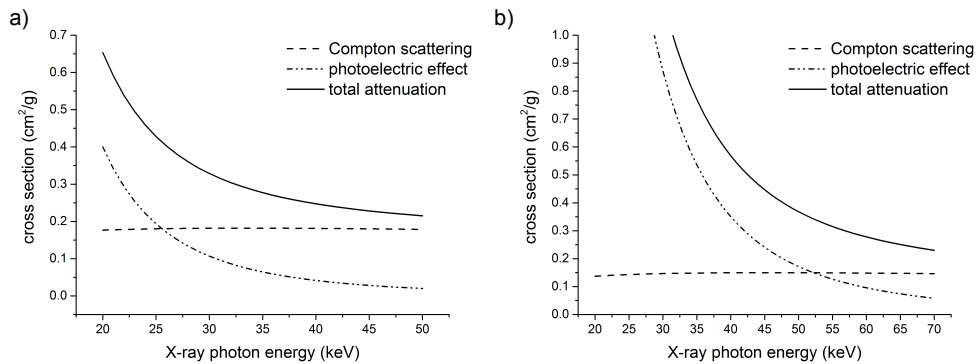 a)
0.7
0.6
0.5
0.4
0.3
0.2
0.1
0.0
cross section (cm²/g)
Compton scattering
photoelectric effect
total attenuation
20 25 30 35 40 45 50
X-ray photon energy (keV)
b)
1.0
0.9
0.8
0.7
0.6
0.5
0.4
0.3
0.2
0.1
0.0
cross section (cm²/g)
Compton scattering
photoelectric effect
total attenuation
20 25 30 35 40 45 50 55 60 65 70
X-ray photon energy (keV)